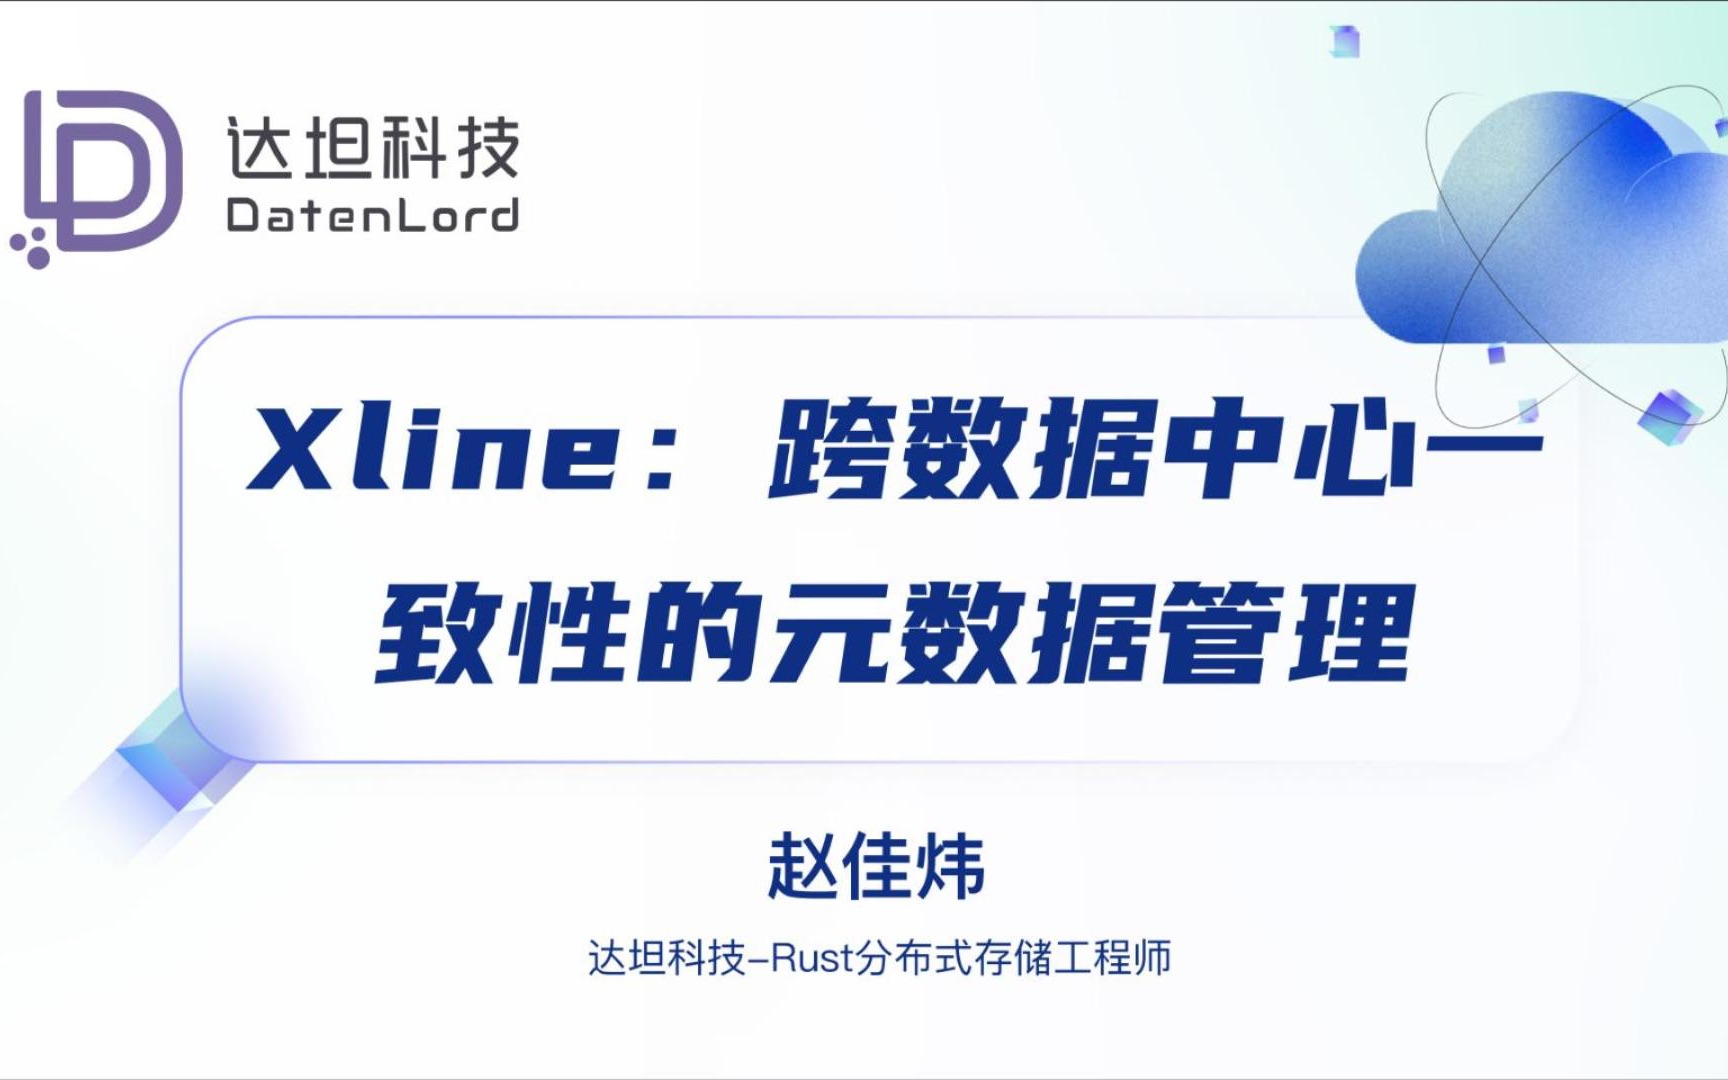 达坦科技
DatenLord
Xline：跨数据中心一
致性的元数据管理
赵佳炜
达坦科技-Rust分布式存储工程师